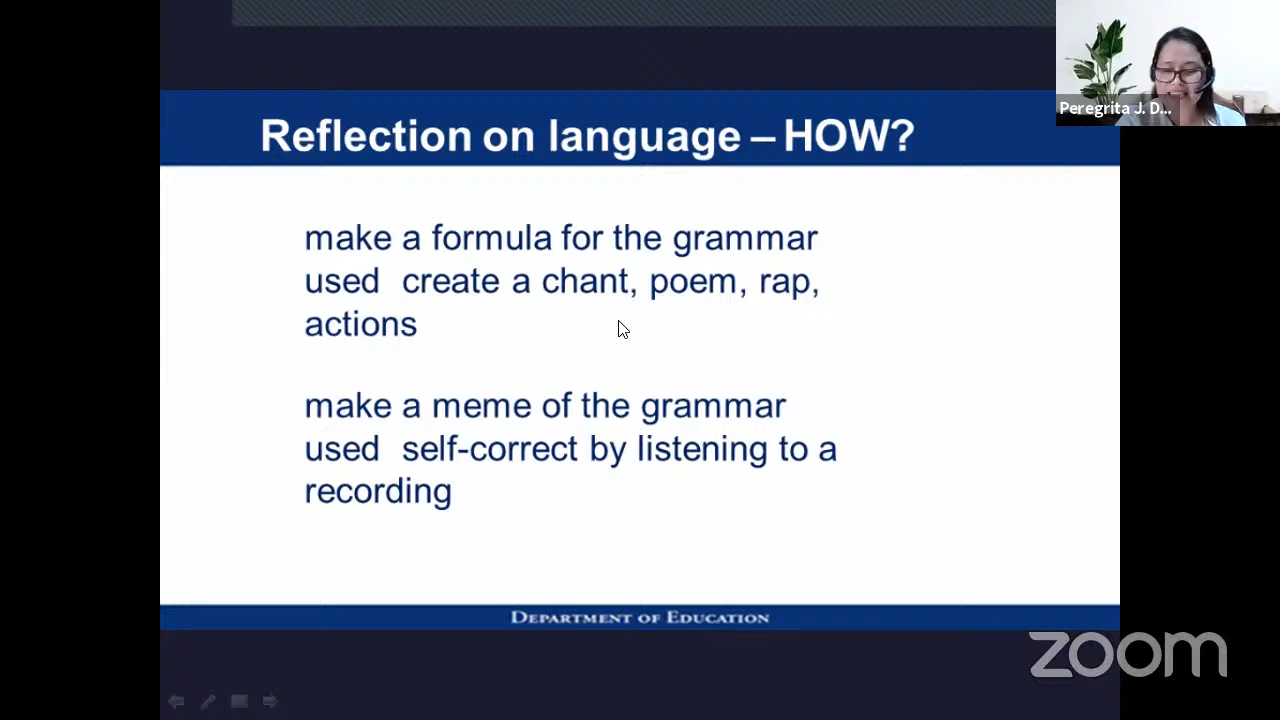 Peregrita J. D...
Reflection on language – HOW?
make a formula for the grammar
used  create a chant, poem, rap,
actions
make a meme of the grammar
used  self-correct by listening to a
recording
DEPARTMENT OF EDUCATION
zoom